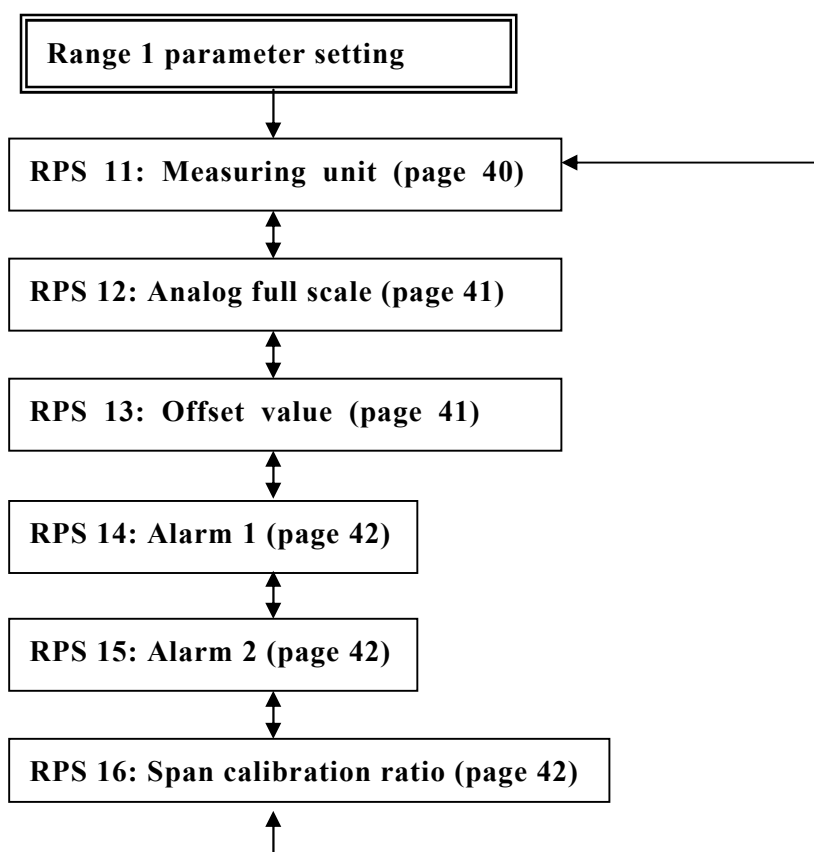 Range 1 parameter setting
RPS 11: Measuring unit (page 40)
RPS 12: Analog full scale (page 41)
RPS 13: Offset value (page 41)
RPS 14: Alarm 1 (page 42)
RPS 15: Alarm 2 (page 42)
RPS 16: Span calibration ratio (page 42)